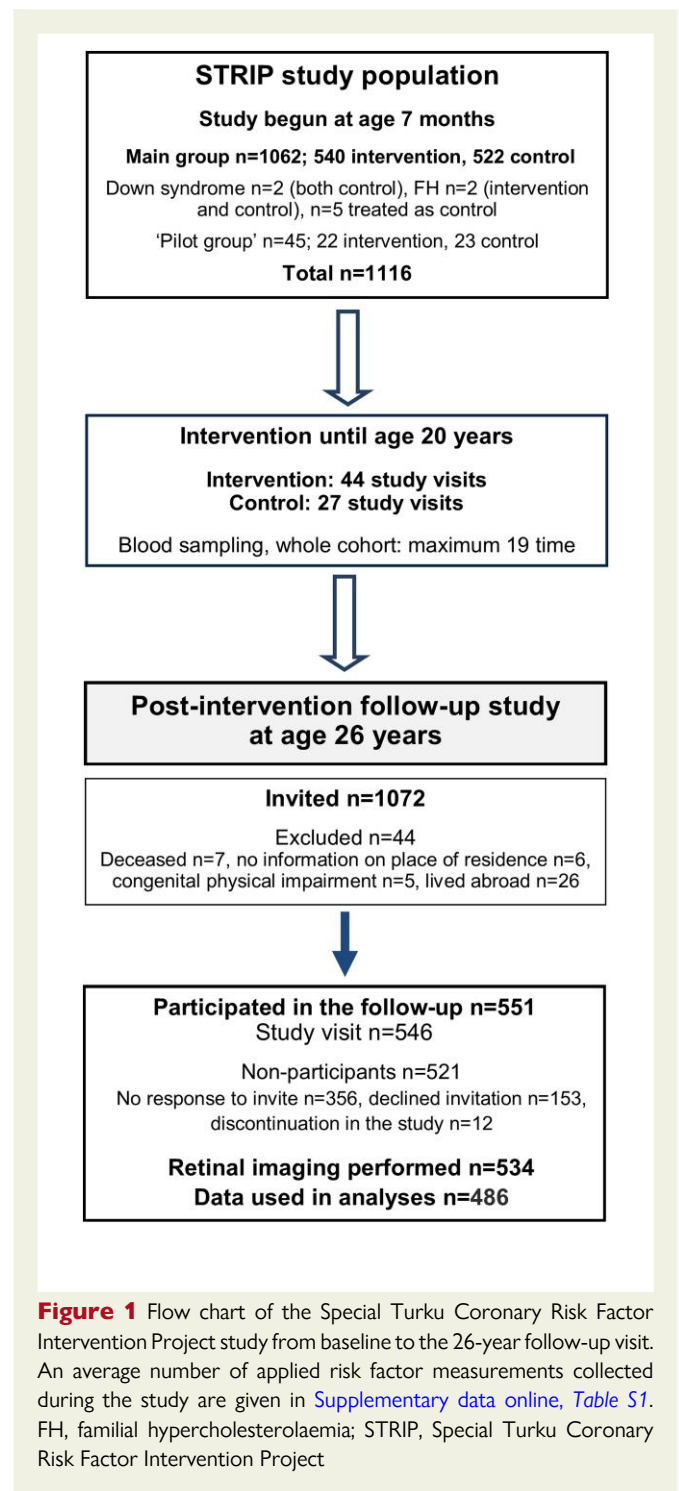 STRIP study population
Study begun at age 7 months
Main group n=1062; 540 intervention, 522 control
Down syndrome n=2 (both control), FH n=2 (intervention
and control), n=5 treated as control
‘Pilot group’ n=45; 22 intervention, 23 control
Total n=1116
Intervention until age 20 years
Intervention: 44 study visits
Control: 27 study visits
Blood sampling, whole cohort: maximum 19 time
Post-intervention follow-up study
at age 26 years
Invited n=1072
Excluded n=44
Deceased n=7, no information on place of residence n=6,
congenital physical impairment n=5, lived abroad n=26
Participated in the follow-up n=551
Study visit n=546
Non-participants n=521
No response to invite n=356, declined invitation n=153,
discontinuation in the study n=12
Retinal imaging performed n=534
Data used in analyses n=486
Figure 1 Flow chart of the Special Turku Coronary Risk Factor
Intervention Project study from baseline to the 26-year follow-up visit.
An average number of applied risk factor measurements collected
during the study are given in Supplementary data online, Table S1.
FH, familial hypercholesterolaemia; STRIP, Special Turku Coronary
Risk Factor Intervention Project